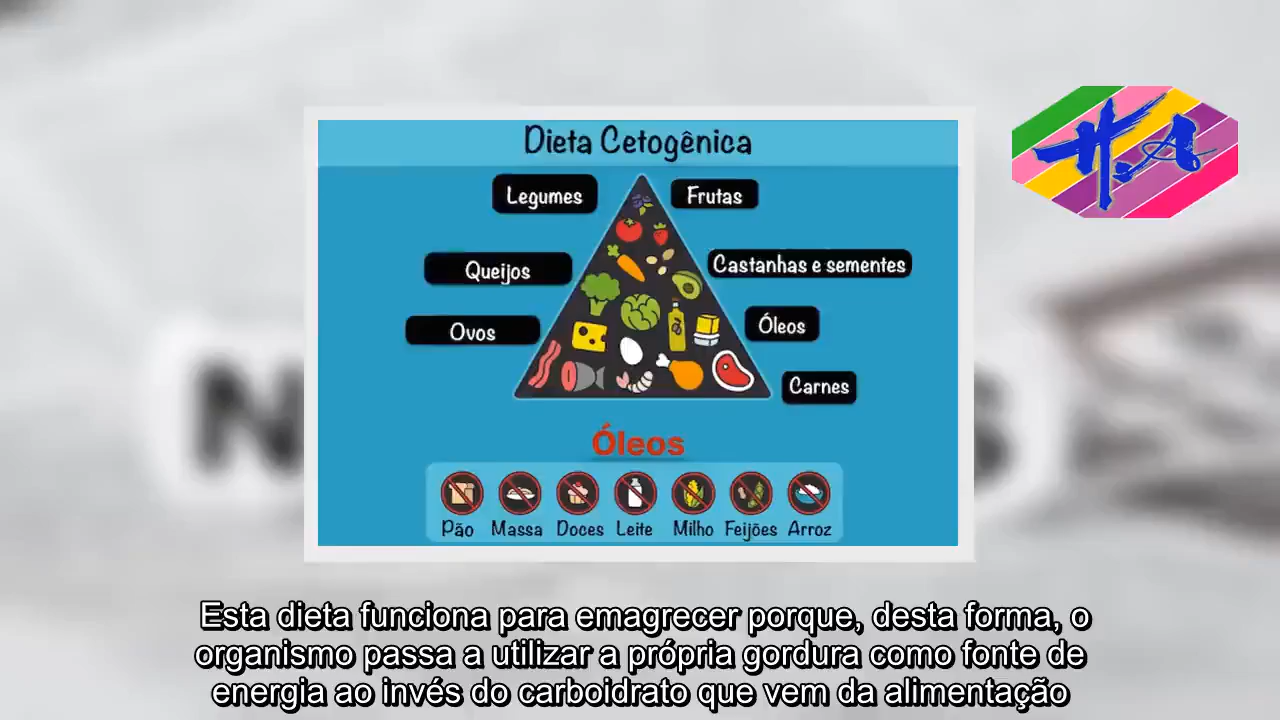 Dieta Cetogênica
Legumes
Frutas
Queijos
Castanhas e sementes
Ovos
Óleos
Carnes
Óleos
Pão Massa Doces Leite Milho Feijões Arroz
H.A
N
S
Esta dieta funciona para emagrecer porque, desta forma, o
organismo passa a utilizar a própria gordura como fonte de
energia ao invés do carboidrato que vem da alimentação